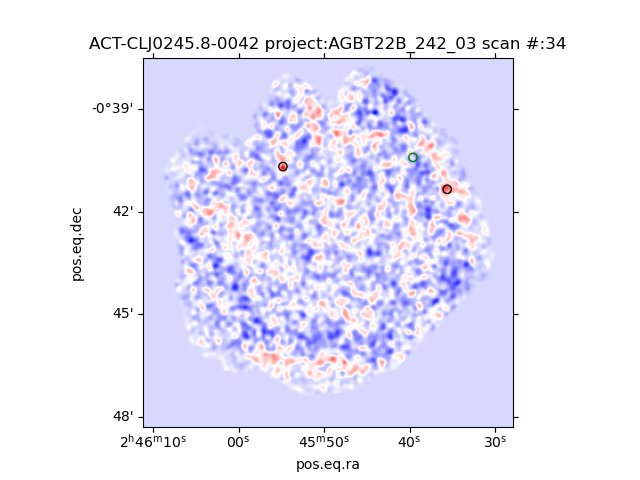 ACT-CLJ0245.8-0042 project:AGBT22B_242_03 scan #:34
-0°39'
42'
45'
48'
pos.eq.dec
2ʰ46ᵐ10ˢ 00ˢ 45ᵐ50ˢ 40ˢ 30ˢ
pos.eq.ra